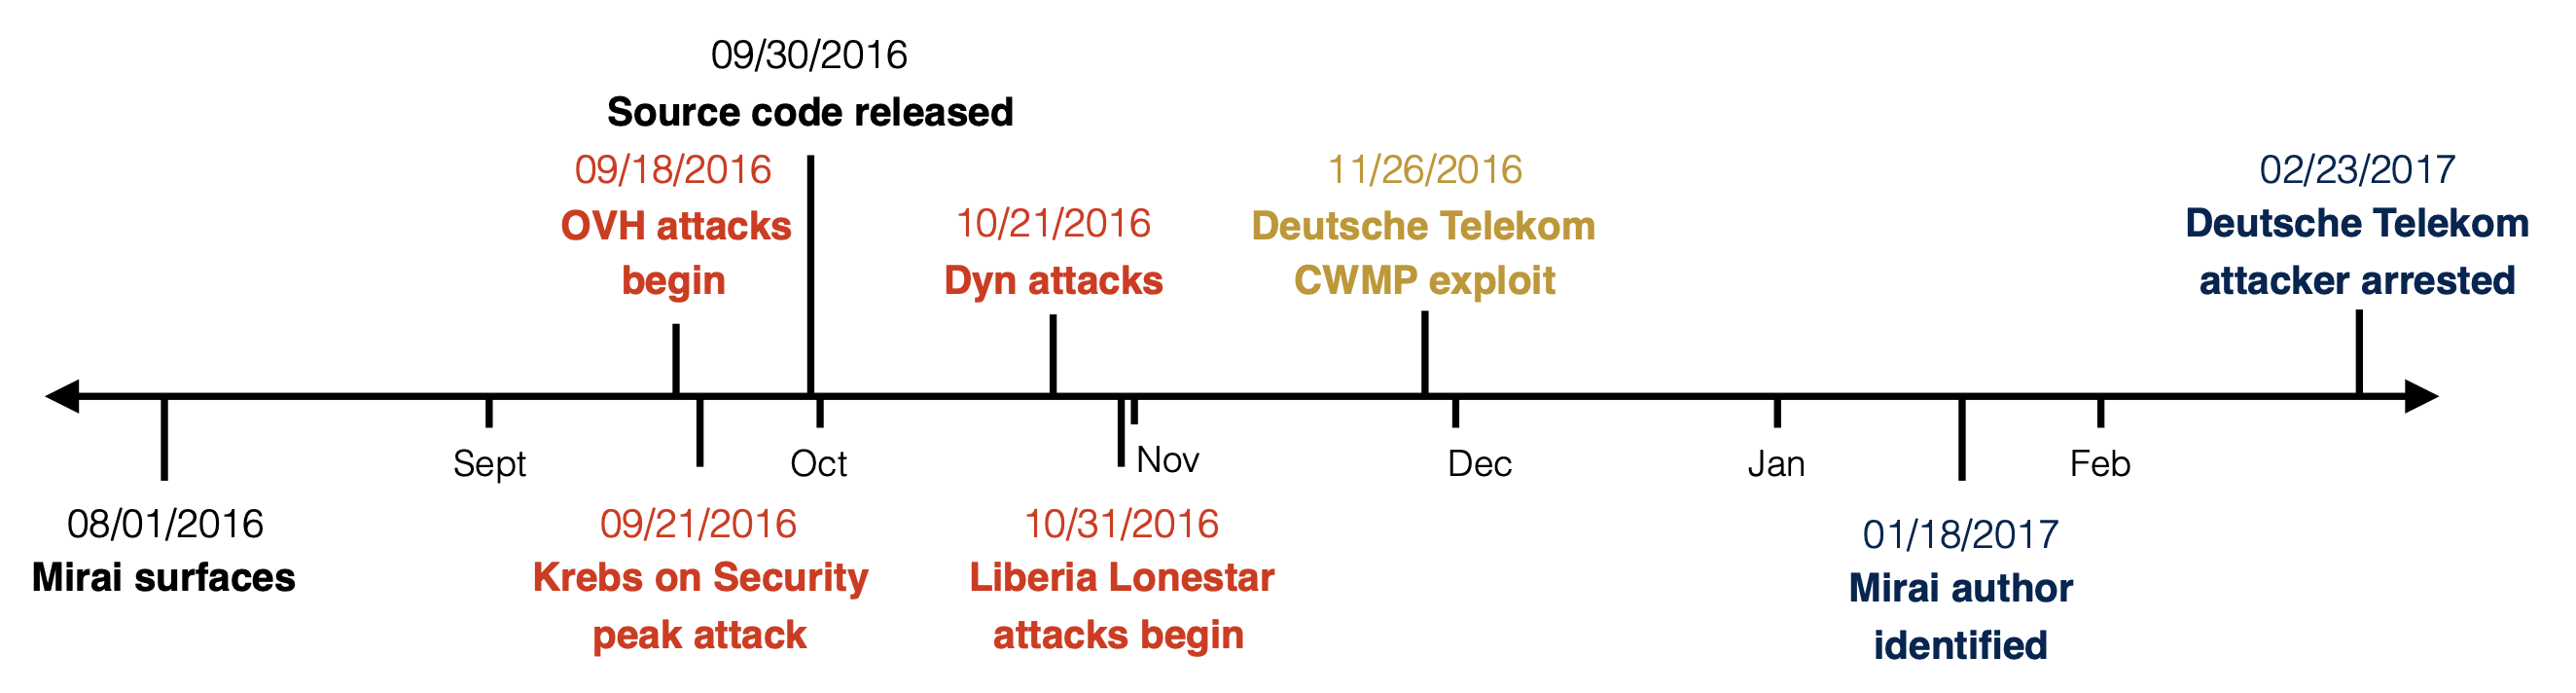 09/30/2016
Source code released
09/18/2016
OVH attacks
begin
10/21/2016
Dyn attacks
11/26/2016
Deutsche Telekom
CWMP exploit
02/23/2017
Deutsche Telekom
attacker arrested
Sept
Oct
Nov
Dec
Jan
Feb
08/01/2016
Mirai surfaces
09/21/2016
Krebs on Security
peak attack
10/31/2016
Liberia Lonestar
attacks begin
01/18/2017
Mirai author
identified